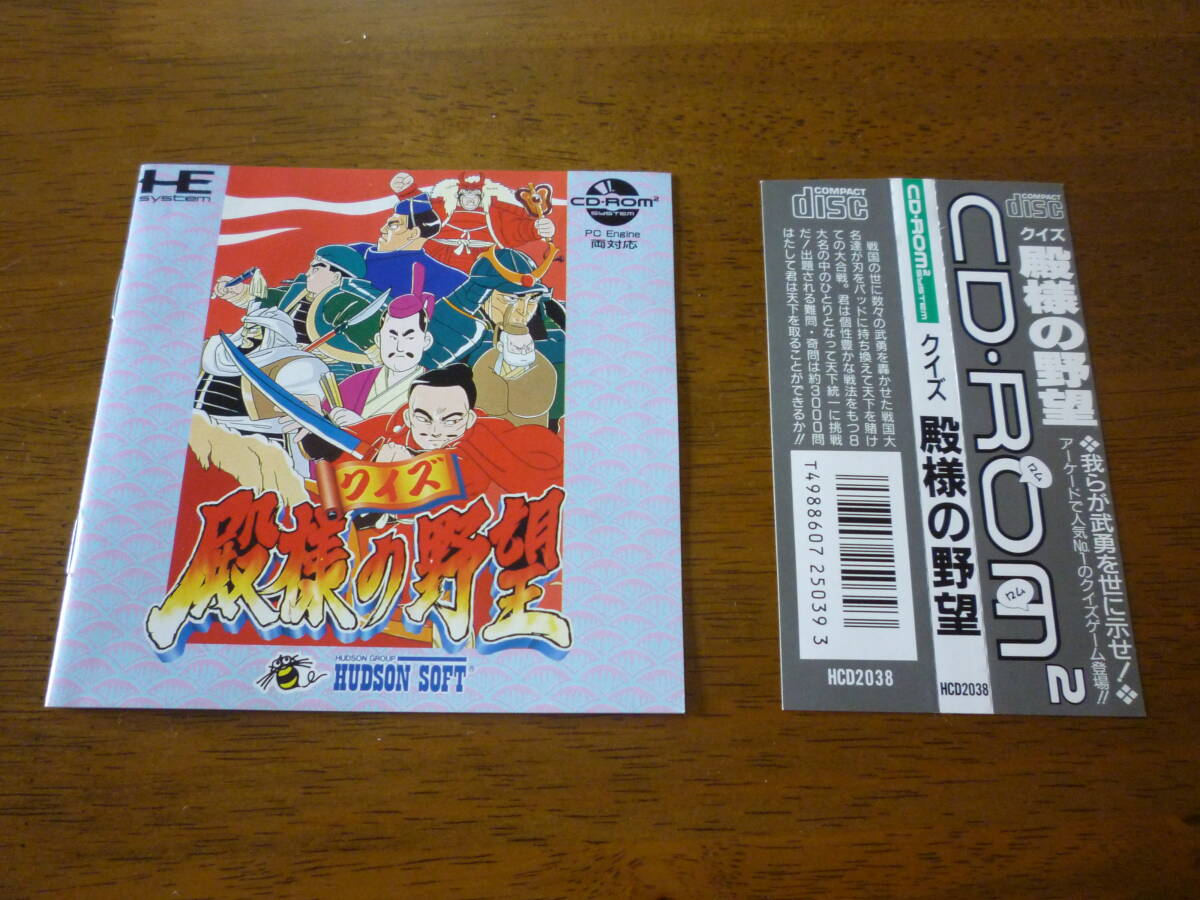 HE
system
CD-ROM²
SYSTEM
PC Engine
両対応
クイズ
殿様の野望
HUDSON GROUP
HUDSON SOFT®
COMPACT
disc
戦国の世に数々の武勇を轟かせた戦国大
名達が刃をパッドに持ち換えて天下を賭け
ての大合戦。君は個性豊かな戦法をもつ8
大名の中のひとりとなって天下統一に挑戦
だ!出題される難問・奇問は約3000問
はたして君は天下を取ることができるか!!
T4988607 250393
HCD2038
CD-ROM²
SYSTEM
クイズ
殿様の野望
HCD2038
CD・ROM2
ロム
ロム
COMPACT
disc
クイズ
殿様の野望
❖我らが武勇を世に示せ!❖
アーケードで人気No.1のクイズゲーム登場!!